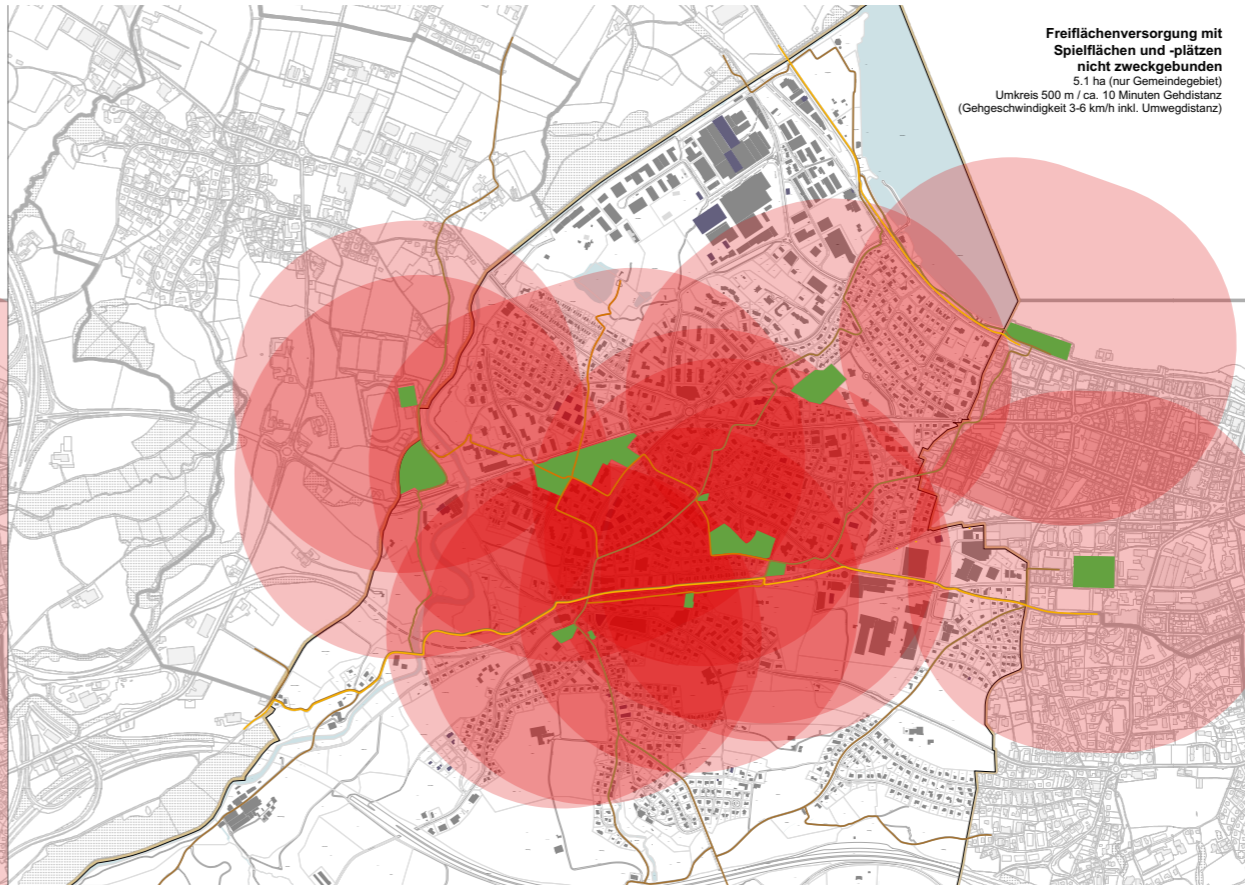 Freiflächenversorgung mit
Spielflächen und -plätzen
nicht zweckgebunden
5.1 ha (nur Gemeindegebiet)
Umkreis 500 m / ca. 10 Minuten Gehdistanz
(Gehgeschwindigkeit 3-6 km/h inkl. Umwegdistanz)